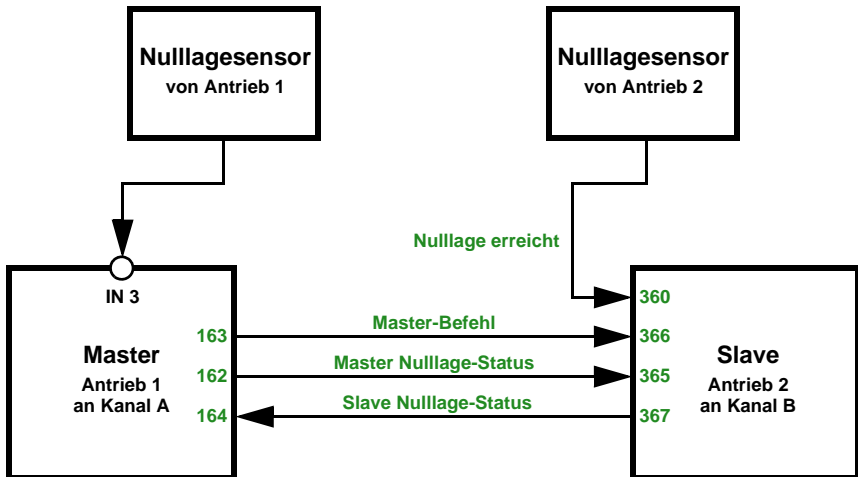 Nulllagesensor
von Antrieb 1
Nulllagesensor
von Antrieb 2
Nulllage erreicht
IN 3
360
163
Master-Befehl
366
Master
Antrieb 1
an Kanal A
162
Master Nulllage-Status
365
Slave
Antrieb 2
an Kanal B
164
Slave Nulllage-Status
367